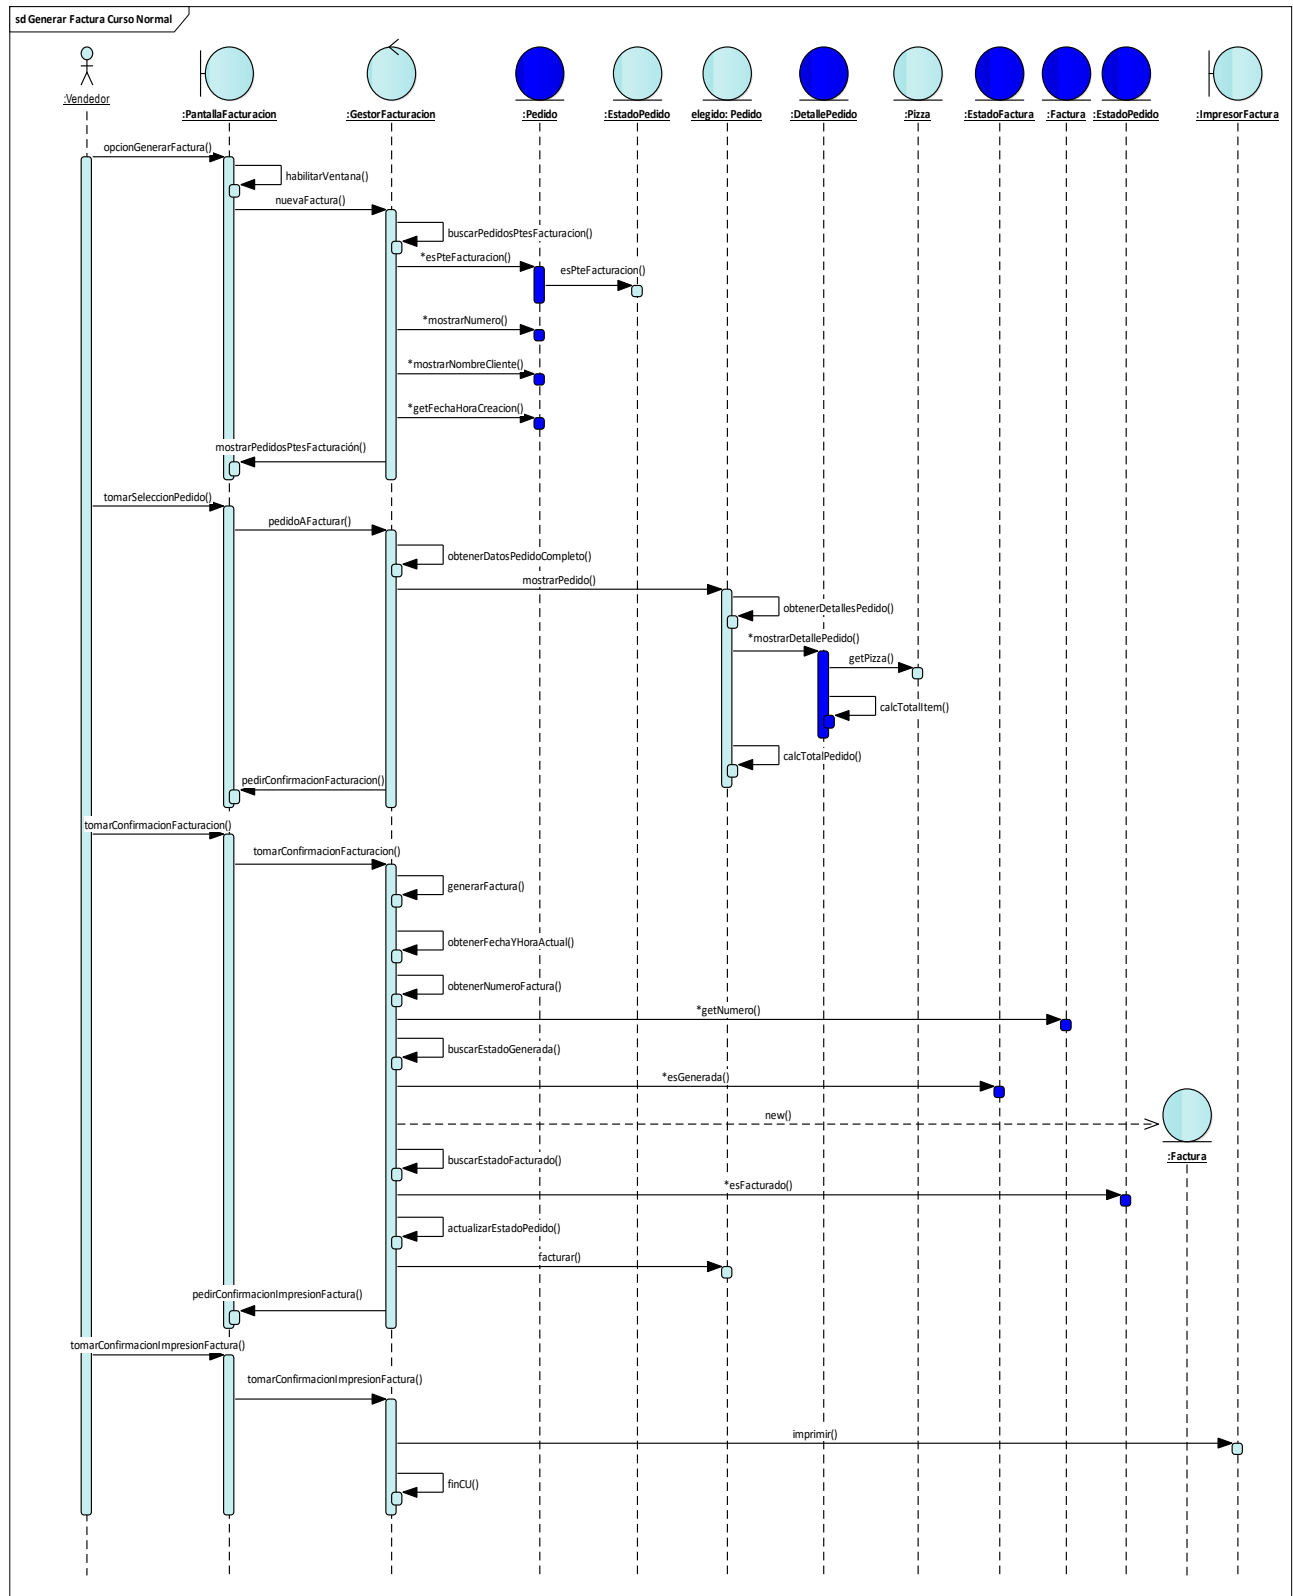 sd Generar Factura Curso Normal
:Vendedor
:PantallaFacturacion
:GestorFacturacion
:Pedido
:EstadoPedido
elegido: Pedido
:DetallePedido
:Pizza
:EstadoFactura
:Factura
:EstadoPedido
:ImpresorFactura
opcionGenerarFactura()
habilitarVentana()
nuevaFactura()
buscarPedidosPtesFacturacion()
*esPteFacturacion()
esPteFacturacion()
*mostrarNumero()
*mostrarNombreCliente()
*getFechaHoraCreacion()
mostrarPedidosPtesFacturación()
tomarSeleccionPedido()
pedidoAFacturar()
obtenerDatosPedidoCompleto()
mostrarPedido()
obtenerDetallesPedido()
*mostrarDetallePedido()
getPizza()
calcTotalItem()
calcTotalPedido()
pedirConfirmacionFacturacion()
tomarConfirmacionFacturacion()
tomarConfirmacionFacturacion()
generarFactura()
obtenerFechaYHoraActual()
obtenerNumeroFactura()
*getNumero()
buscarEstadoGenerada()
*esGenerada()
new()
:Factura
buscarEstadoFacturado()
*esFacturado()
actualizarEstadoPedido()
facturar()
pedirConfirmacionImpresionFactura()
tomarConfirmacionImpresionFactura()
tomarConfirmacionImpresionFactura()
imprimir()
finCU()